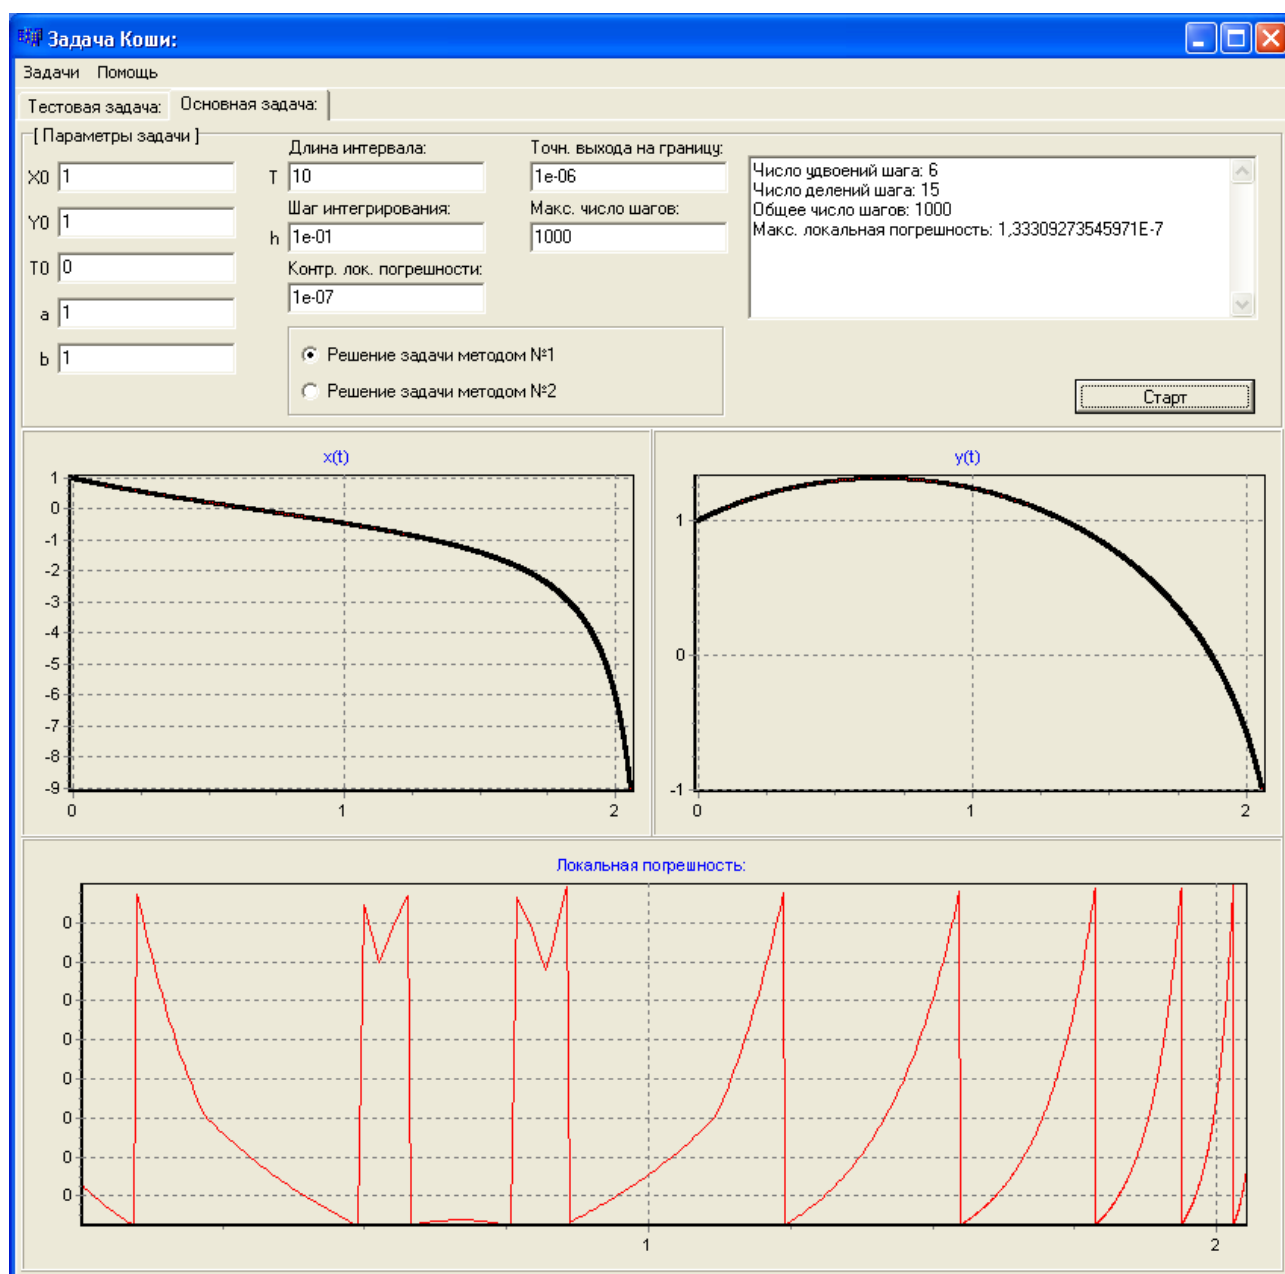 Задача Коши:
Задачи Помощь
Тестовая задача: Основная задача:
[ Параметры задачи ]
X0 1
Y0 1
T0 0
a 1
b 1
Длина интервала:
T 10
Шаг интегрирования:
h 1e-01
Контр. лок. погрешности:
1e-07
Точн. выхода на границу:
1e-06
Макс. число шагов:
1000
Решение задачи методом №1
Решение задачи методом №2
Число удвоений шага: 6
Число делений шага: 15
Общее число шагов: 1000
Макс. локальная погрешность: 1,33309273545971E-7
Старт
x(t)
1
0
-1
-2
-3
-4
-5
-6
-7
-8
-9
0 1 2
y(t)
1
0
-1
0 1 2
Локальная погрешность:
0
0
0
0
0
0
0
0
1 2